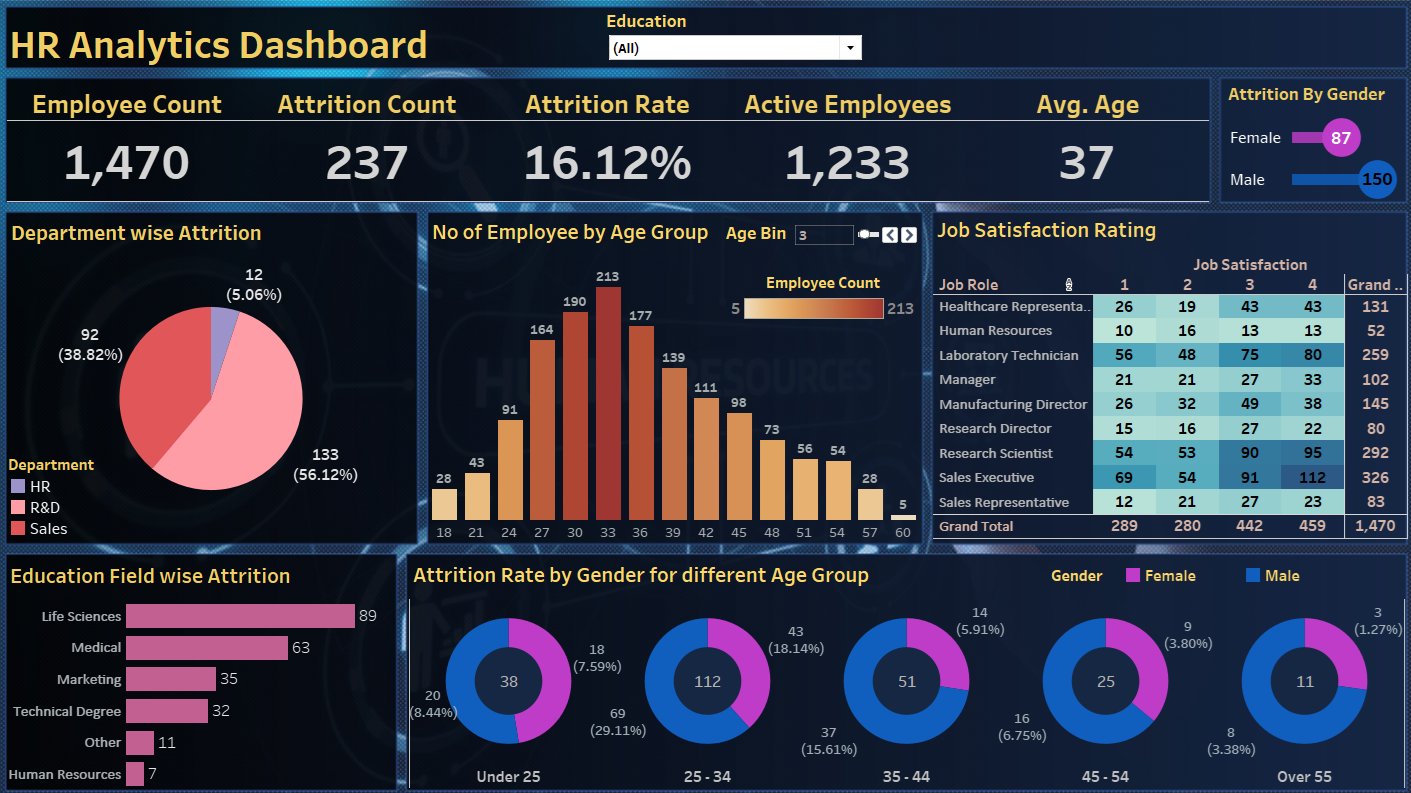 HR Analytics Dashboard
Education
(All)
Employee Count Attrition Count Attrition Rate Active Employees Avg. Age
1,470 237 16.12% 1,233 37
Attrition By Gender
Female 87
Male 150
Department wise Attrition
12
(5.06%)
92
(38.82%)
133
(56.12%)
Department
HR
R&D
Sales
No of Employee by Age Group
Age Bin 3
Employee Count
5 213
28 43 91 164 190 213 177 139 111 98 73 56 54 28 5
18 21 24 27 30 33 36 39 42 45 48 51 54 57 60
Job Satisfaction Rating
Job Satisfaction
Job Role 1 2 3 4 Grand ..
Healthcare Representa.. 26 19 43 43 131
Human Resources 10 16 13 13 52
Laboratory Technician 56 48 75 80 259
Manager 21 21 27 33 102
Manufacturing Director 26 32 49 38 145
Research Director 15 16 27 22 80
Research Scientist 54 53 90 95 292
Sales Executive 69 54 91 112 326
Sales Representative 12 21 27 23 83
Grand Total 289 280 442 459 1,470
Education Field wise Attrition
Life Sciences 89
Medical 63
Marketing 35
Technical Degree 32
Other 11
Human Resources 7
Attrition Rate by Gender for different Age Group
Gender Female Male
18
(7.59%)
38
20
(8.44%)
Under 25
43
(18.14%)
112
69
(29.11%)
25 - 34
14
(5.91%)
51
37
(15.61%)
35 - 44
9
(3.80%)
25
16
(6.75%)
45 - 54
3
(1.27%)
11
8
(3.38%)
Over 55